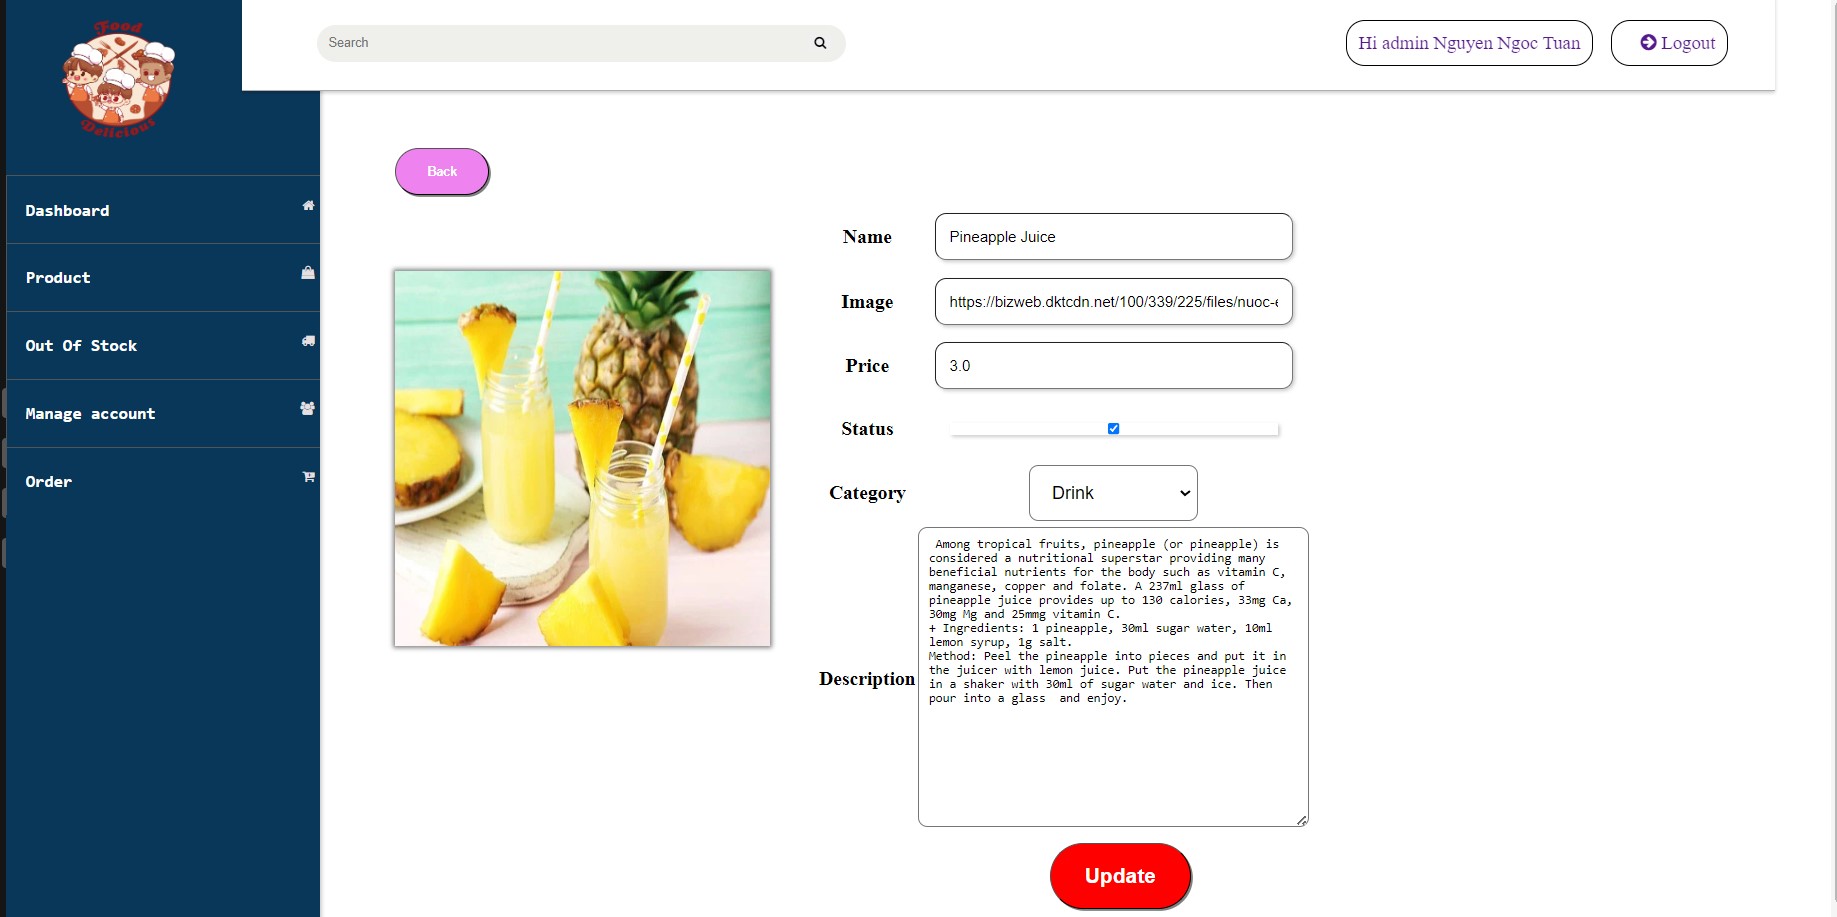 Food
Delicious
Search
Hi admin Nguyen Ngoc Tuan
Logout
Dashboard
Product
Out Of Stock
Manage account
Order
Back
Name
Pineapple Juice
Image
https://bizweb.dktcdn.net/100/339/225/files/nuoc-e
Price
3.0
Status
Category
Drink
Description
Among tropical fruits, pineapple (or pineapple) is
considered a nutritional superstar providing many
beneficial nutrients for the body such as vitamin C,
manganese, copper and folate. A 237ml glass of
pineapple juice provides up to 130 calories, 33mg Ca,
30mg Mg and 25mmg vitamin C.
+ Ingredients: 1 pineapple, 30ml sugar water, 10ml
lemon syrup, 1g salt.
Method: Peel the pineapple into pieces and put it in
the juicer with lemon juice. Put the pineapple juice
in a shaker with 30ml of sugar water and ice. Then
pour into a glass  and enjoy.
Update